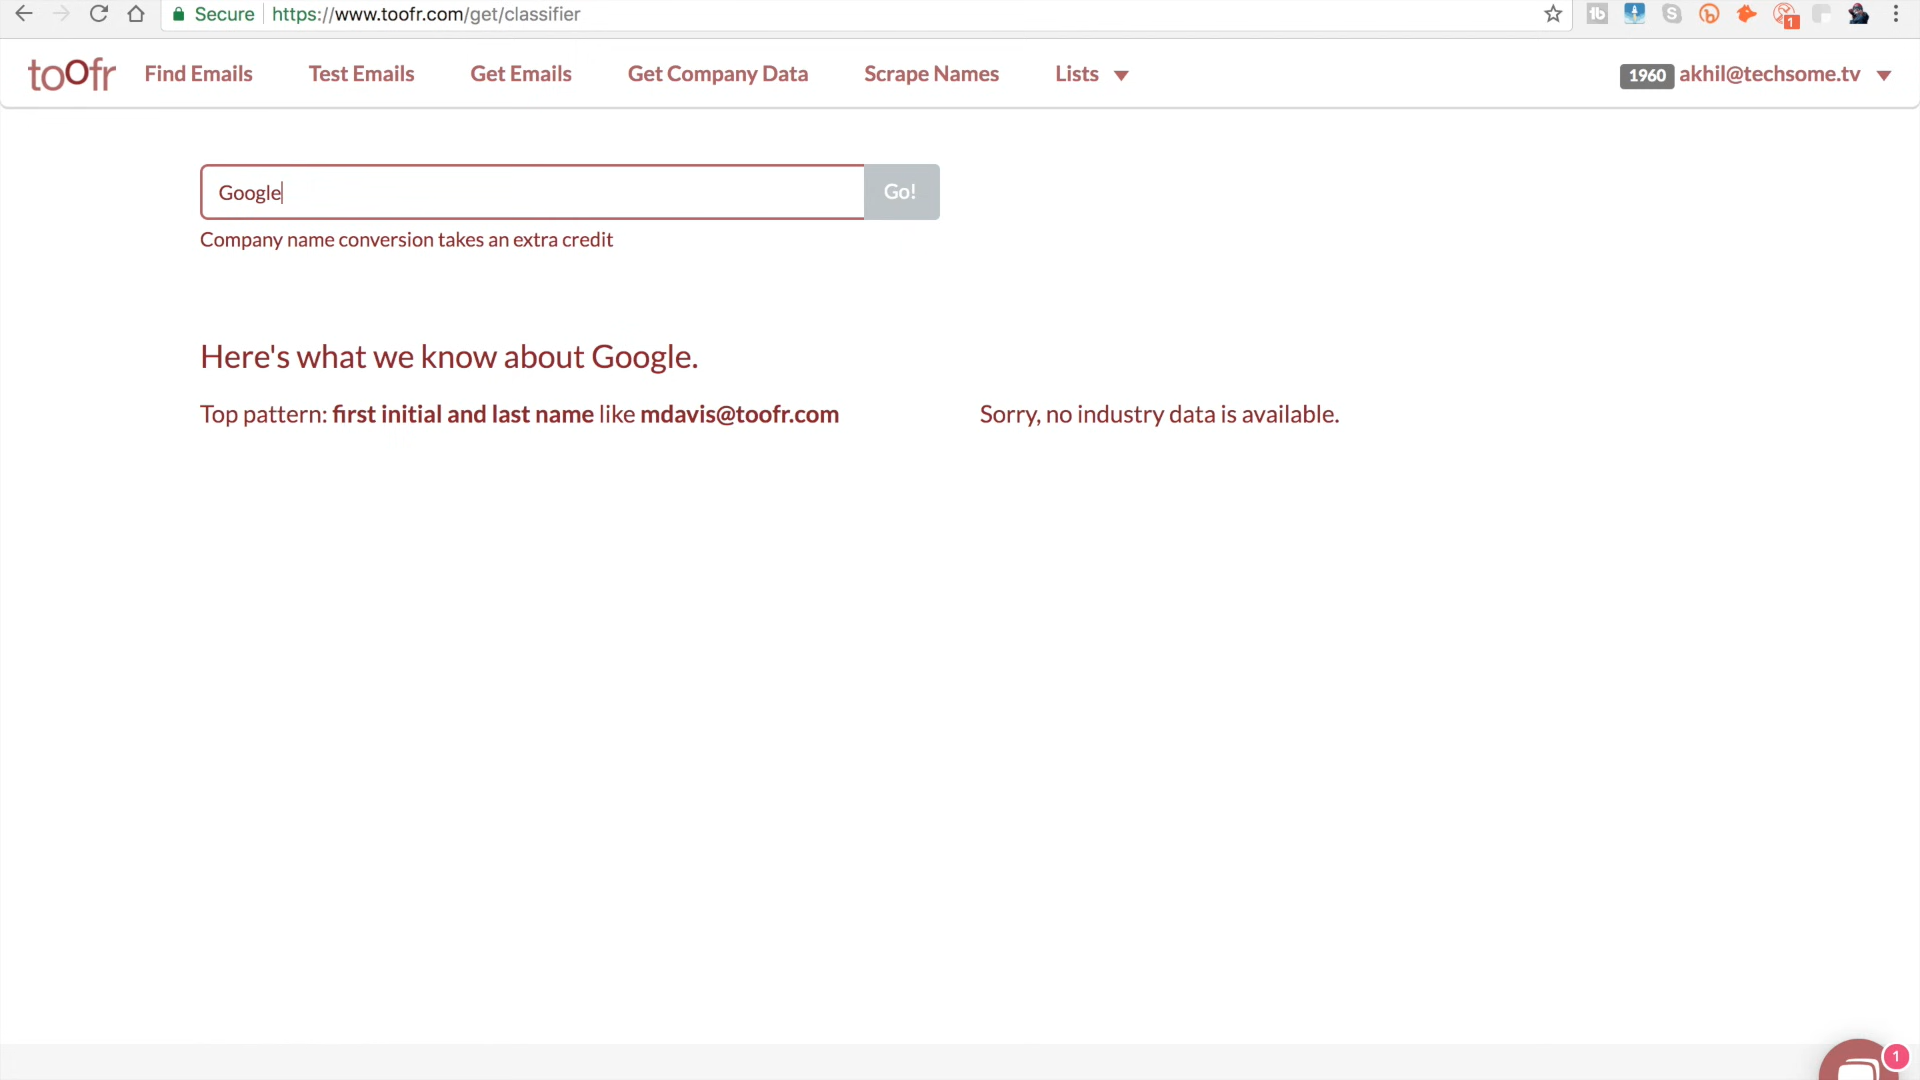 Secure https://www.toofr.com/get/classifier
1
toofr Find Emails Test Emails Get Emails Get Company Data Scrape Names Lists 1960 akhil@techsome.tv
Google Go!
Company name conversion takes an extra credit
Here's what we know about Google.
Top pattern: first initial and last name like mdavis@toofr.com Sorry, no industry data is available.
1